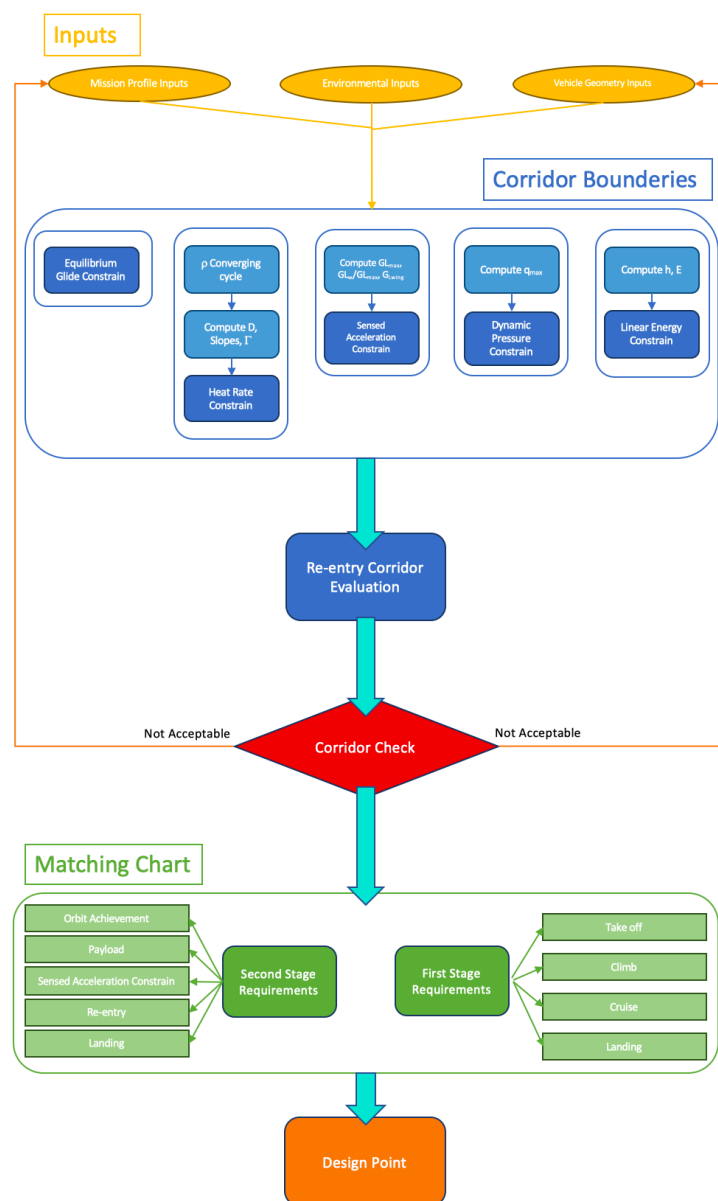 Inputs
Mission Profile Inputs
Environmental Inputs
Vehicle Geometry Inputs
Corridor Bounderies
Equilibrium
Glide Constrain
ρ Converging
cycle
Compute D,
Slopes, Γ
Heat Rate
Constrain
Compute GLmax,
GLw/GLmax, GLwing
Sensed
Acceleration
Constrain
Compute qmax
Dynamic
Pressure
Constrain
Compute h, E
Linear Energy
Constrain
Re-entry Corridor
Evaluation
Not Acceptable
Corridor Check
Not Acceptable
Matching Chart
Orbit Achievement
Payload
Sensed Acceleration Constrain
Re-entry
Landing
Second Stage
Requirements
First Stage
Requirements
Take off
Climb
Cruise
Landing
Design Point